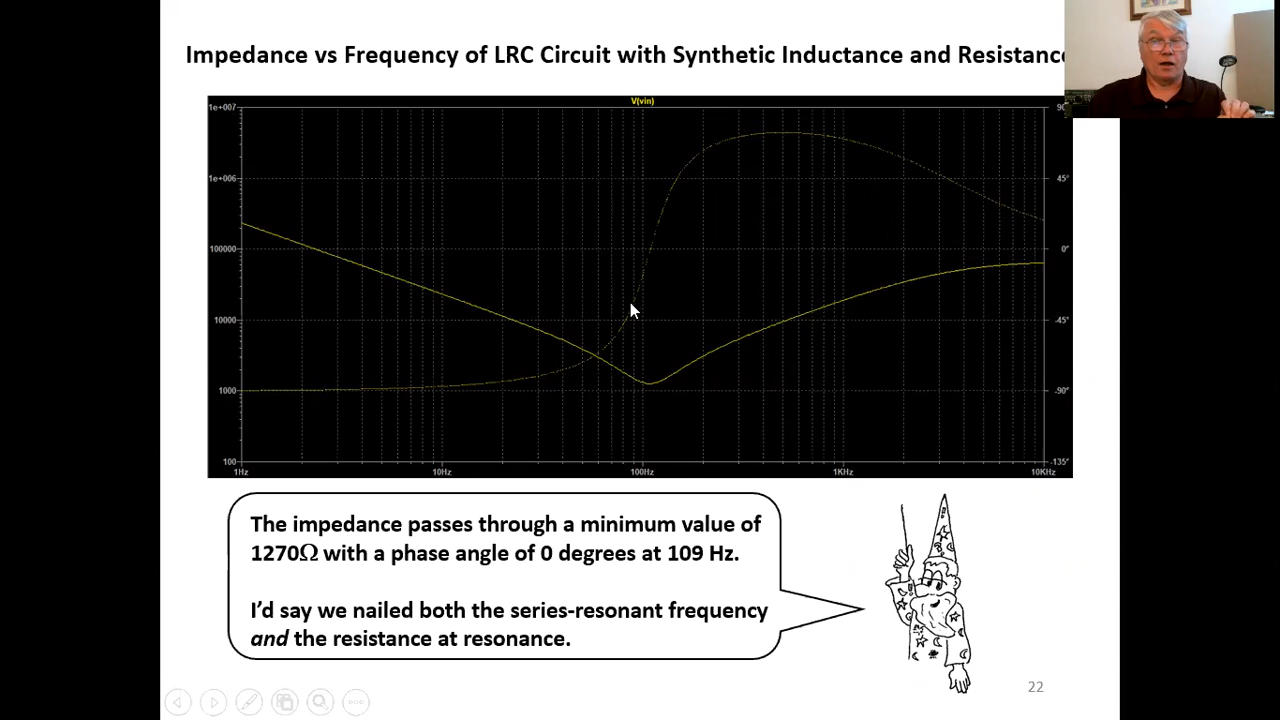 Impedance vs Frequency of LRC Circuit with Synthetic Inductance and Resistance
V(vin)
1e+007
1e+006
100000
10000
1000
100
90
45°
0°
-45°
-90°
-135°
1Hz 10Hz 100Hz 1KHz 10KHz
The impedance passes through a minimum value of
1270Ω with a phase angle of 0 degrees at 109 Hz.
I’d say we nailed both the series-resonant frequency
and the resistance at resonance.
22